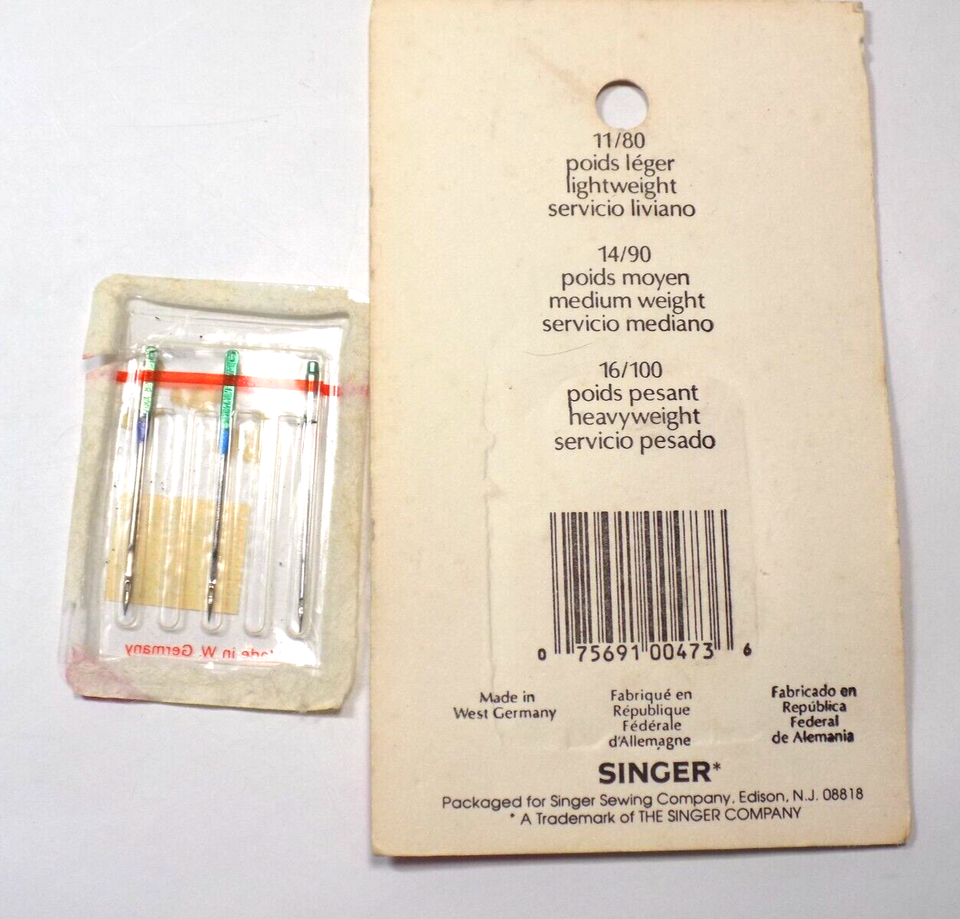 11/80
poids léger
lightweight
servicio liviano
14/90
poids moyen
medium weight
servicio mediano
16/100
poids pesant
heavyweight
servicio pesado
0 75691 00473 6
Made in
West Germany
Fabriqué en
République
Fédérale
d'Allemagne
Fabricado en
República
Federal
de Alemania
SINGER*
Packaged for Singer Sewing Company, Edison, N.J. 08818
* A Trademark of THE SINGER COMPANY
Made in W. Germany